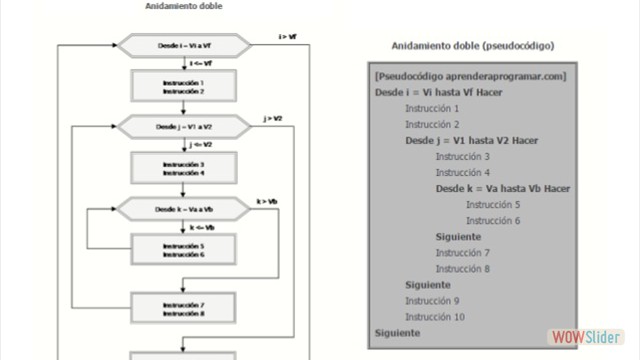 Anidamiento doble
Desde i = Vi a Vf
i > Vf
i <= Vf
Instrucción 1
Instrucción 2
Desde j = V1 a V2
j > V2
j <= V2
Instrucción 3
Instrucción 4
Desde k = Va a Vb
k > Vb
k <= Vb
Instrucción 5
Instrucción 6
Instrucción 7
Instrucción 8
Anidamiento doble (pseudocódigo)
[Pseudocódigo aprenderaprogramar.com]
Desde i = Vi hasta Vf Hacer
Instrucción 1
Instrucción 2
Desde j = V1 hasta V2 Hacer
Instrucción 3
Instrucción 4
Desde k = Va hasta Vb Hacer
Instrucción 5
Instrucción 6
Siguiente
Instrucción 7
Instrucción 8
Siguiente
Instrucción 9
Instrucción 10
Siguiente
WOWSlider